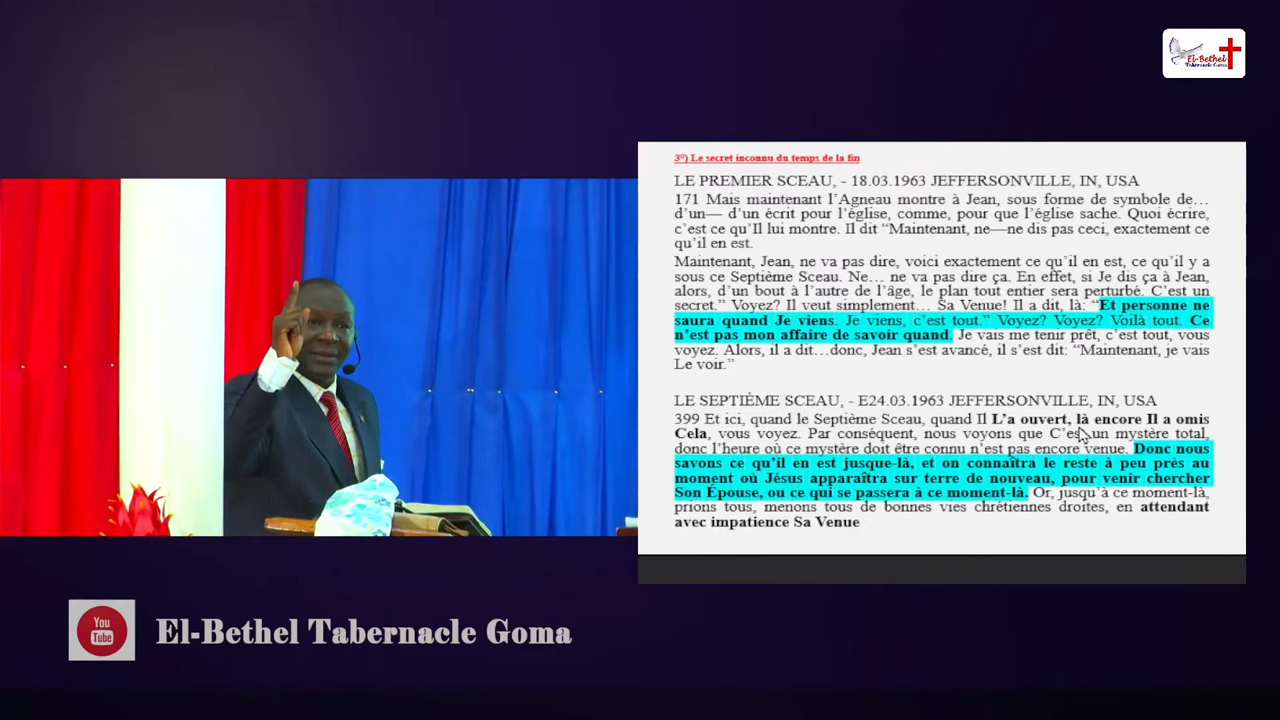 El-Bethel
Tabernacle Goma
3°) Le secret inconnu du temps de la fin
LE PREMIER SCEAU, - 18.03.1963 JEFFERSONVILLE, IN, USA
171 Mais maintenant l’Agneau montre à Jean, sous forme de symbole de…
d’un— d’un écrit pour l’église, comme, pour que l’église sache. Quoi écrire,
c’est ce qu’Il lui montre. Il dit “Maintenant, ne—ne dis pas ceci, exactement ce
qu’il en est.
Maintenant, Jean, ne va pas dire, voici exactement ce qu’il en est, ce qu’il y a
sous ce Septième Sceau. Ne… ne va pas dire ça. En effet, si Je dis ça à Jean,
alors, d’un bout à l’autre de l’âge, le plan tout entier sera perturbé. C’est un
secret.” Voyez? Il veut simplement… Sa Venue! Il a dit, là: “Et personne ne
saura quand Je viens. Je viens, c’est tout.” Voyez? Voyez? Voilà tout. Ce
n’est pas mon affaire de savoir quand. Je vais me tenir prêt, c’est tout, vous
voyez. Alors, il a dit…donc, Jean s’est avancé, il s’est dit: “Maintenant, je vais
Le voir.”
LE SEPTIÈME SCEAU, - E24.03.1963 JEFFERSONVILLE, IN, USA
399 Et ici, quand le Septième Sceau, quand Il L’a ouvert, là encore Il a omis
Cela, vous voyez. Par conséquent, nous voyons que C’est un mystère total,
donc l’heure où ce mystère doit être connu n’est pas encore venue. Donc nous
savons ce qu’il en est jusque-là, et on connaîtra le reste à peu près au
moment où Jésus apparaîtra sur terre de nouveau, pour venir chercher
Son Épouse, ou ce qui se passera à ce moment-là. Or, jusqu’à ce moment-là,
prions tous, menons tous de bonnes vies chrétiennes droites, en attendant
avec impatience Sa Venue
You
Tube
El-Bethel Tabernacle Goma